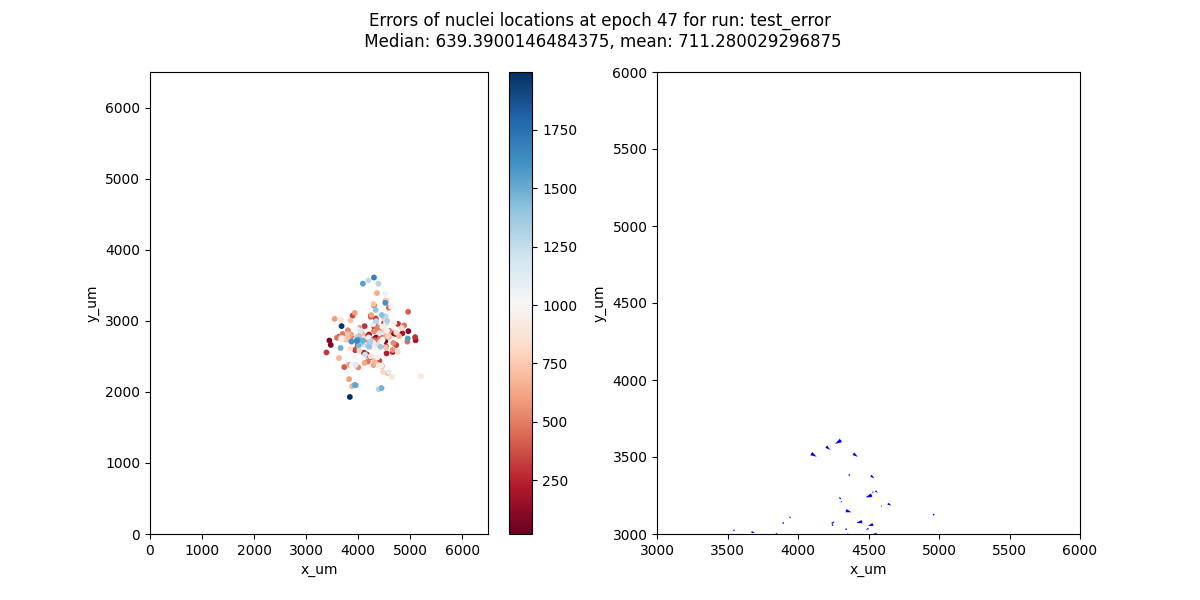 Errors of nuclei locations at epoch 47 for run: test_error
Median: 639.3900146484375, mean: 711.280029296875
6000
5000
4000
3000
2000
1000
0
y_um
0 1000 2000 3000 4000 5000 6000
x_um
1750
1500
1250
1000
750
500
250
6000
5500
5000
4500
4000
3500
3000
y_um
3000 3500 4000 4500 5000 5500 6000
x_um